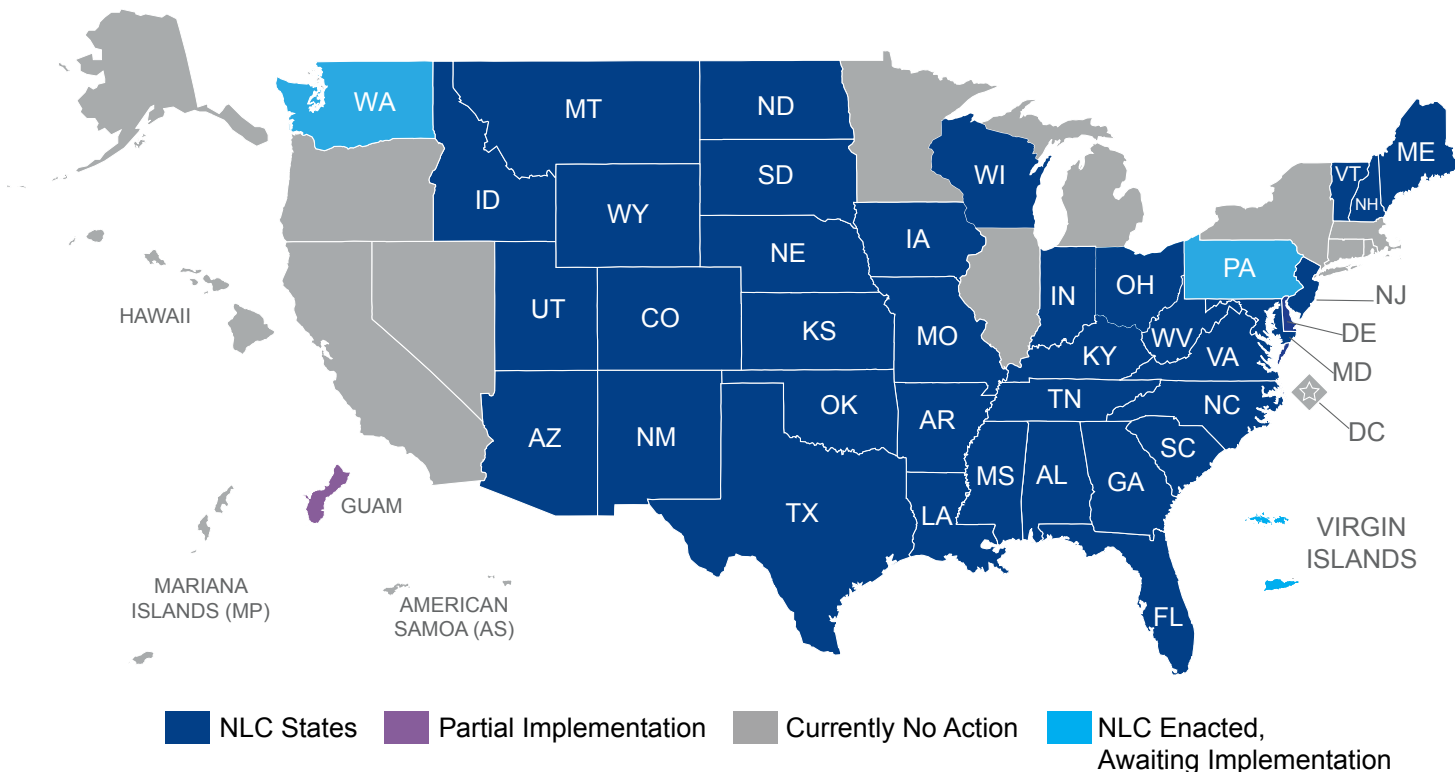 WA
MT
ND
ME
VT
NH
SD
WI
ID
WY
IA
NE
PA
NJ
UT
CO
KS
MO
IN
OH
WV
VA
KY
DE
MD
HAWAII
AZ
NM
OK
AR
TN
NC
DC
SC
MS
AL
GA
TX
LA
GUAM
VIRGIN
ISLANDS
MARIANA
ISLANDS (MP)
AMERICAN
SAMOA (AS)
FL
NLC States
Partial Implementation
Currently No Action
NLC Enacted,
Awaiting Implementation